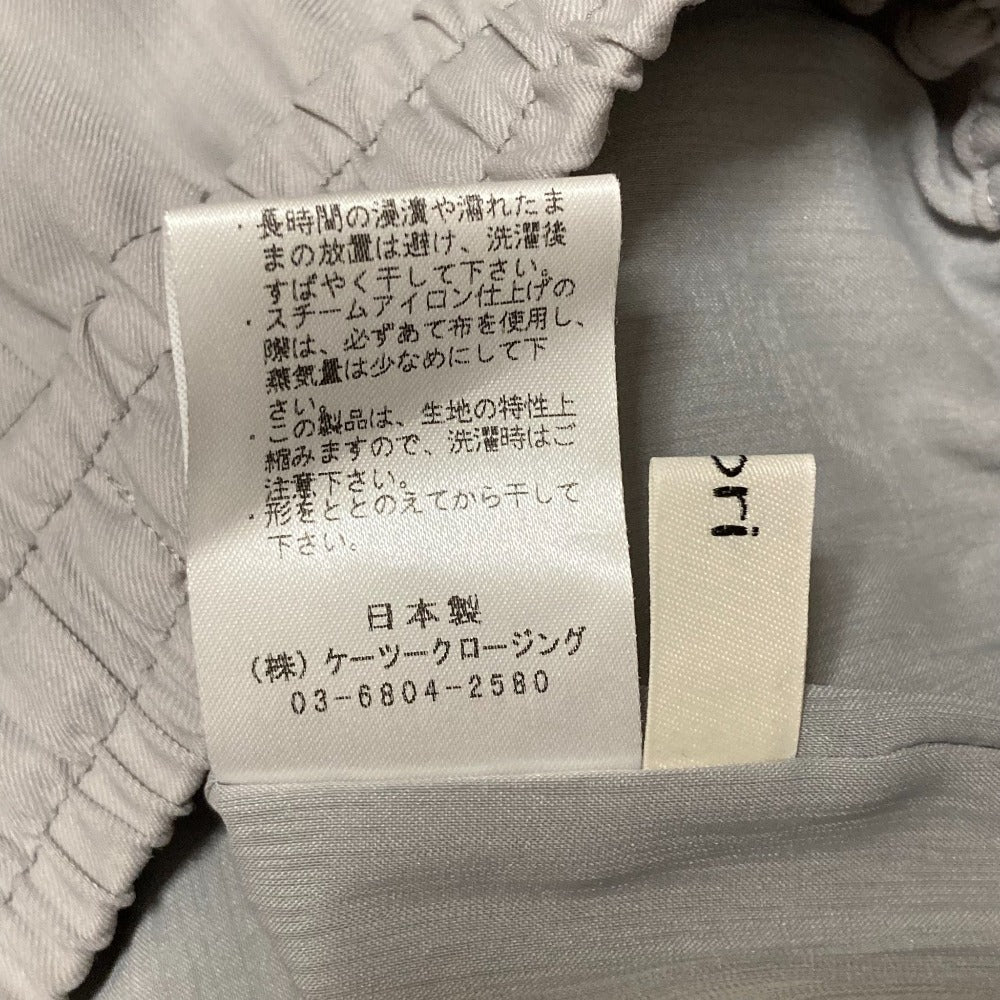 ・長時間の浸漬や濡れたま
まの放置は避け、洗濯後
すばやく干して下さい。
・スチームアイロン仕上げの
際は、必ずあて布を使用し、
蒸気量は少なめにして下
さい。
・この製品は、生地の特性上
縮みますので、洗濯時はご
注意下さい。
・形をととのえてから干して
下さい。
日本製
(株)ケーツークロージング
03-6804-2580
ori